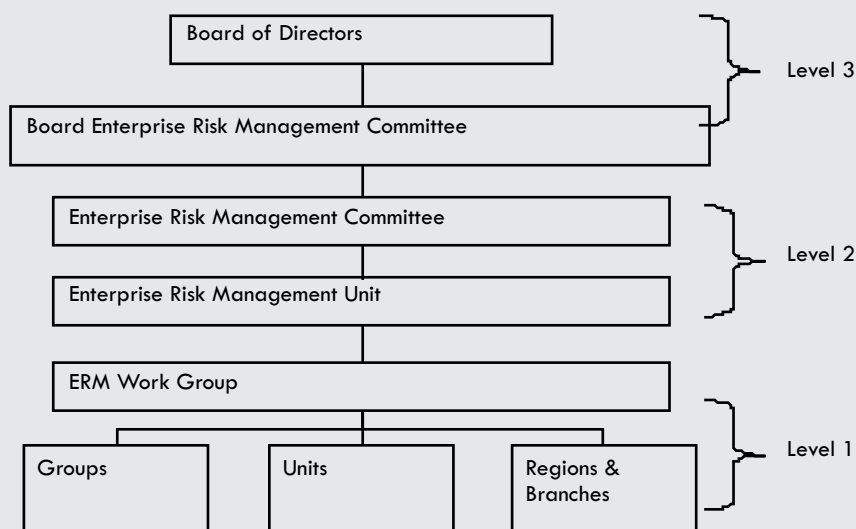 Board of Directors
Level 3
Board Enterprise Risk Management Committee
Enterprise Risk Management Committee
Level 2
Enterprise Risk Management Unit
ERM Work Group
Level 1
Groups
Units
Regions &
Branches